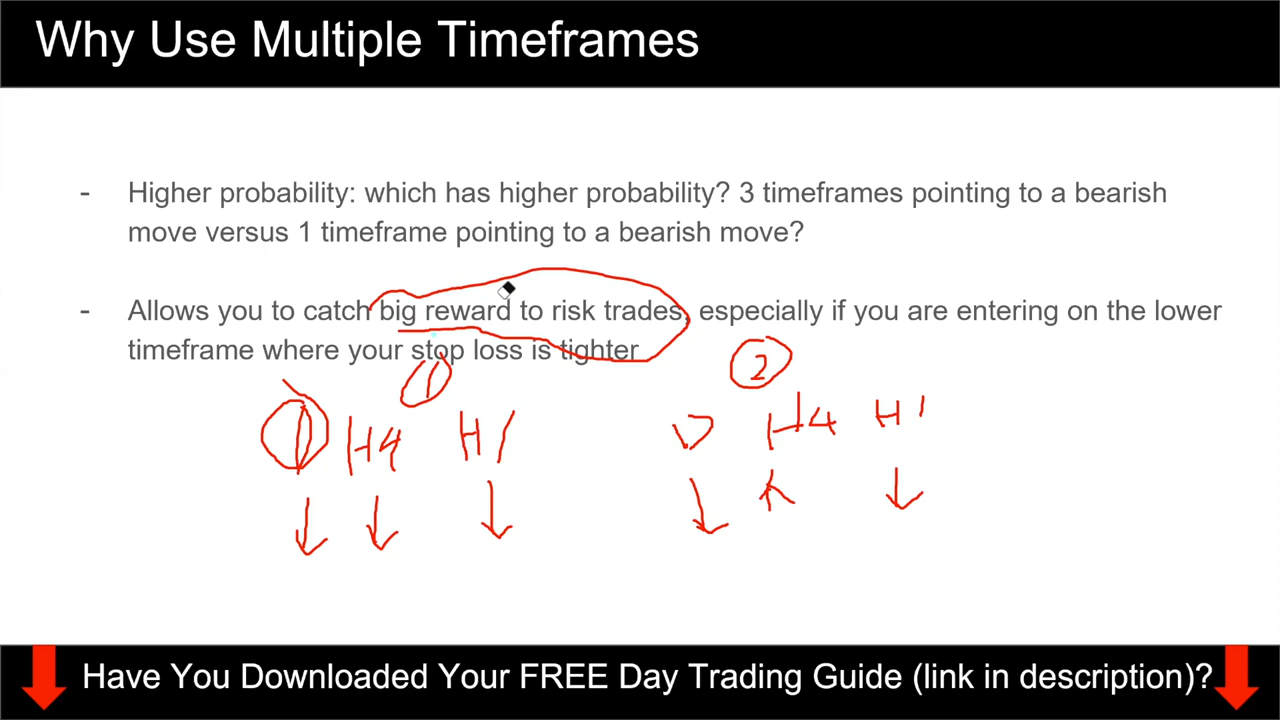 Why Use Multiple Timeframes
- Higher probability: which has higher probability? 3 timeframes pointing to a bearish
move versus 1 timeframe pointing to a bearish move?
- Allows you to catch big reward to risk trades, especially if you are entering on the lower
timeframe where your stop loss is tighter
1 2
D H4 H1 D H4 H1
Have You Downloaded Your FREE Day Trading Guide (link in description)?